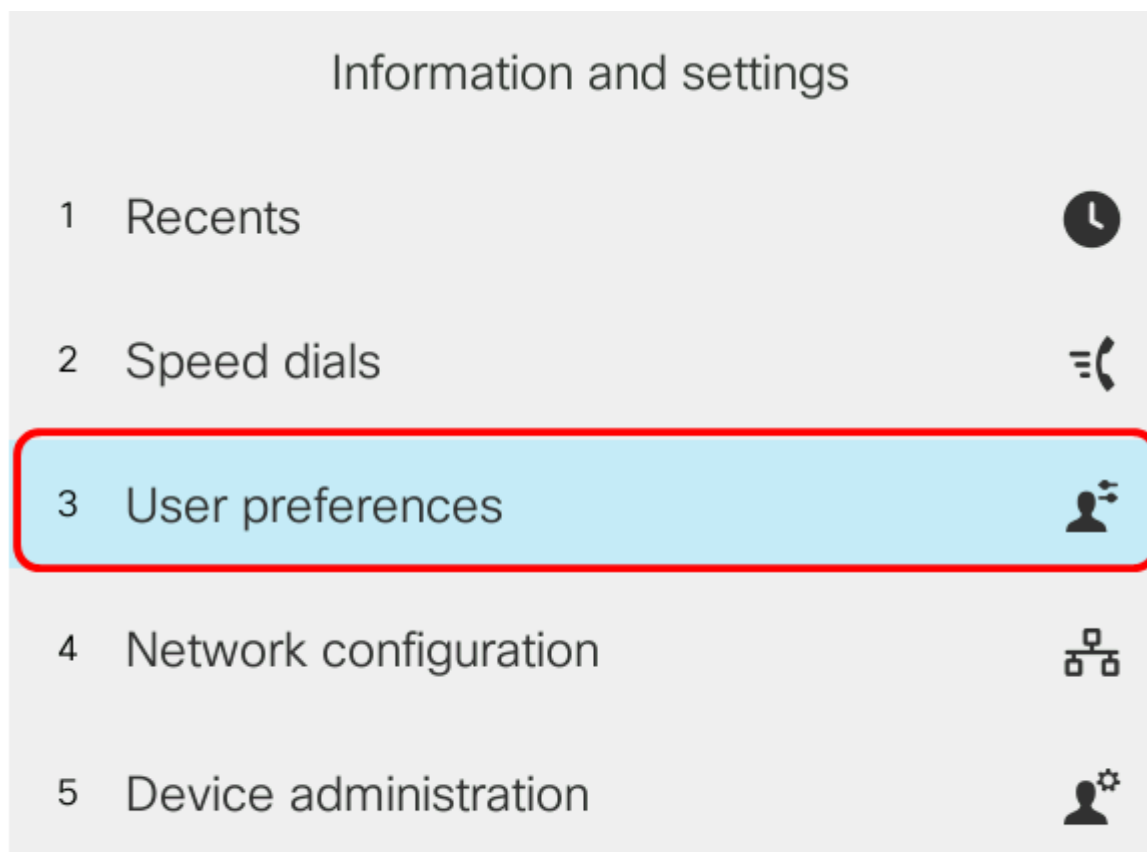 Information and settings
1 Recents
2 Speed dials
3 User preferences
4 Network configuration
5 Device administration